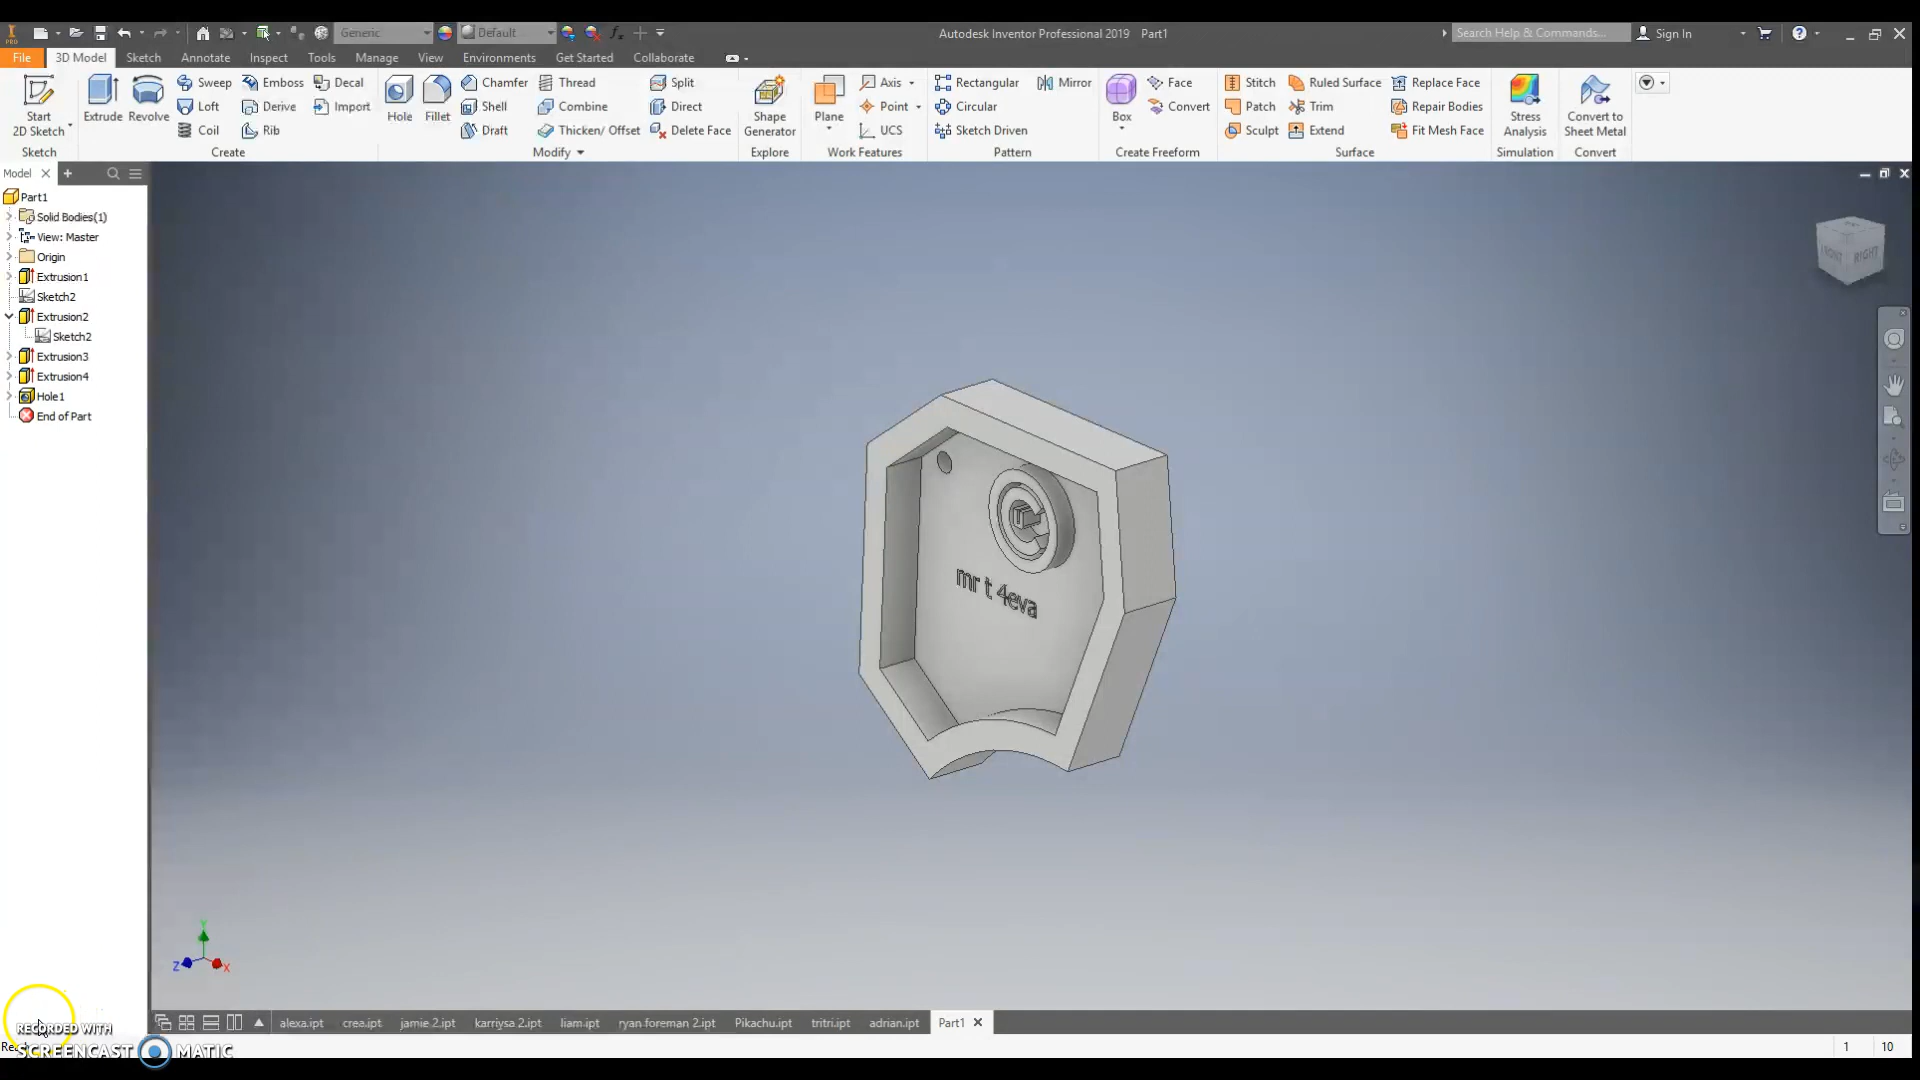 Generic
Default
Autodesk Inventor Professional 2019 Part1
Search Help & Commands...
Sign In
File 3D Model Sketch Annotate Inspect Tools Manage View Environments Get Started Collaborate
Start 2D Sketch
Sketch
Extrude
Revolve
Sweep
Loft
Coil
Emboss
Derive
Rib
Decal
Import
Create
Hole
Fillet
Chamfer
Shell
Draft
Thread
Combine
Thicken/ Offset
Split
Direct
Delete Face
Modify
Shape Generator
Explore
Plane
Axis
Point
UCS
Work Features
Rectangular
Circular
Sketch Driven
Mirror
Pattern
Box
Face
Convert
Create Freeform
Stitch
Patch
Sculpt
Ruled Surface
Trim
Extend
Replace Face
Repair Bodies
Fit Mesh Face
Surface
Stress Analysis
Simulation
Convert to Sheet Metal
Convert
Model
Part1
Solid Bodies(1)
View: Master
Origin
Extrusion1
Sketch2
Extrusion2
Sketch2
Extrusion3
Extrusion4
Hole1
End of Part
FRONT RIGHT
mr t 4eva
Y
Z X
alexa.ipt crea.ipt jamie 2.ipt karriysa 2.ipt liam.ipt ryan foreman 2.ipt Pikachu.ipt tritri.ipt adrian.ipt Part1
RECORDED WITH
SCREENCAST MATIC
1 10